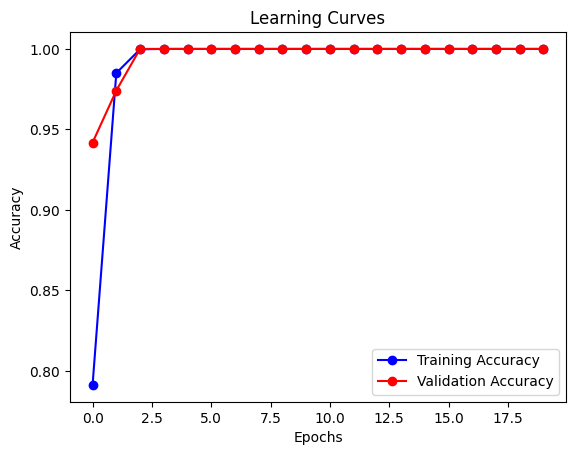 Learning Curves
1.00
0.95
0.90
0.85
0.80
Accuracy
Training Accuracy
Validation Accuracy
0.0 2.5 5.0 7.5 10.0 12.5 15.0 17.5
Epochs